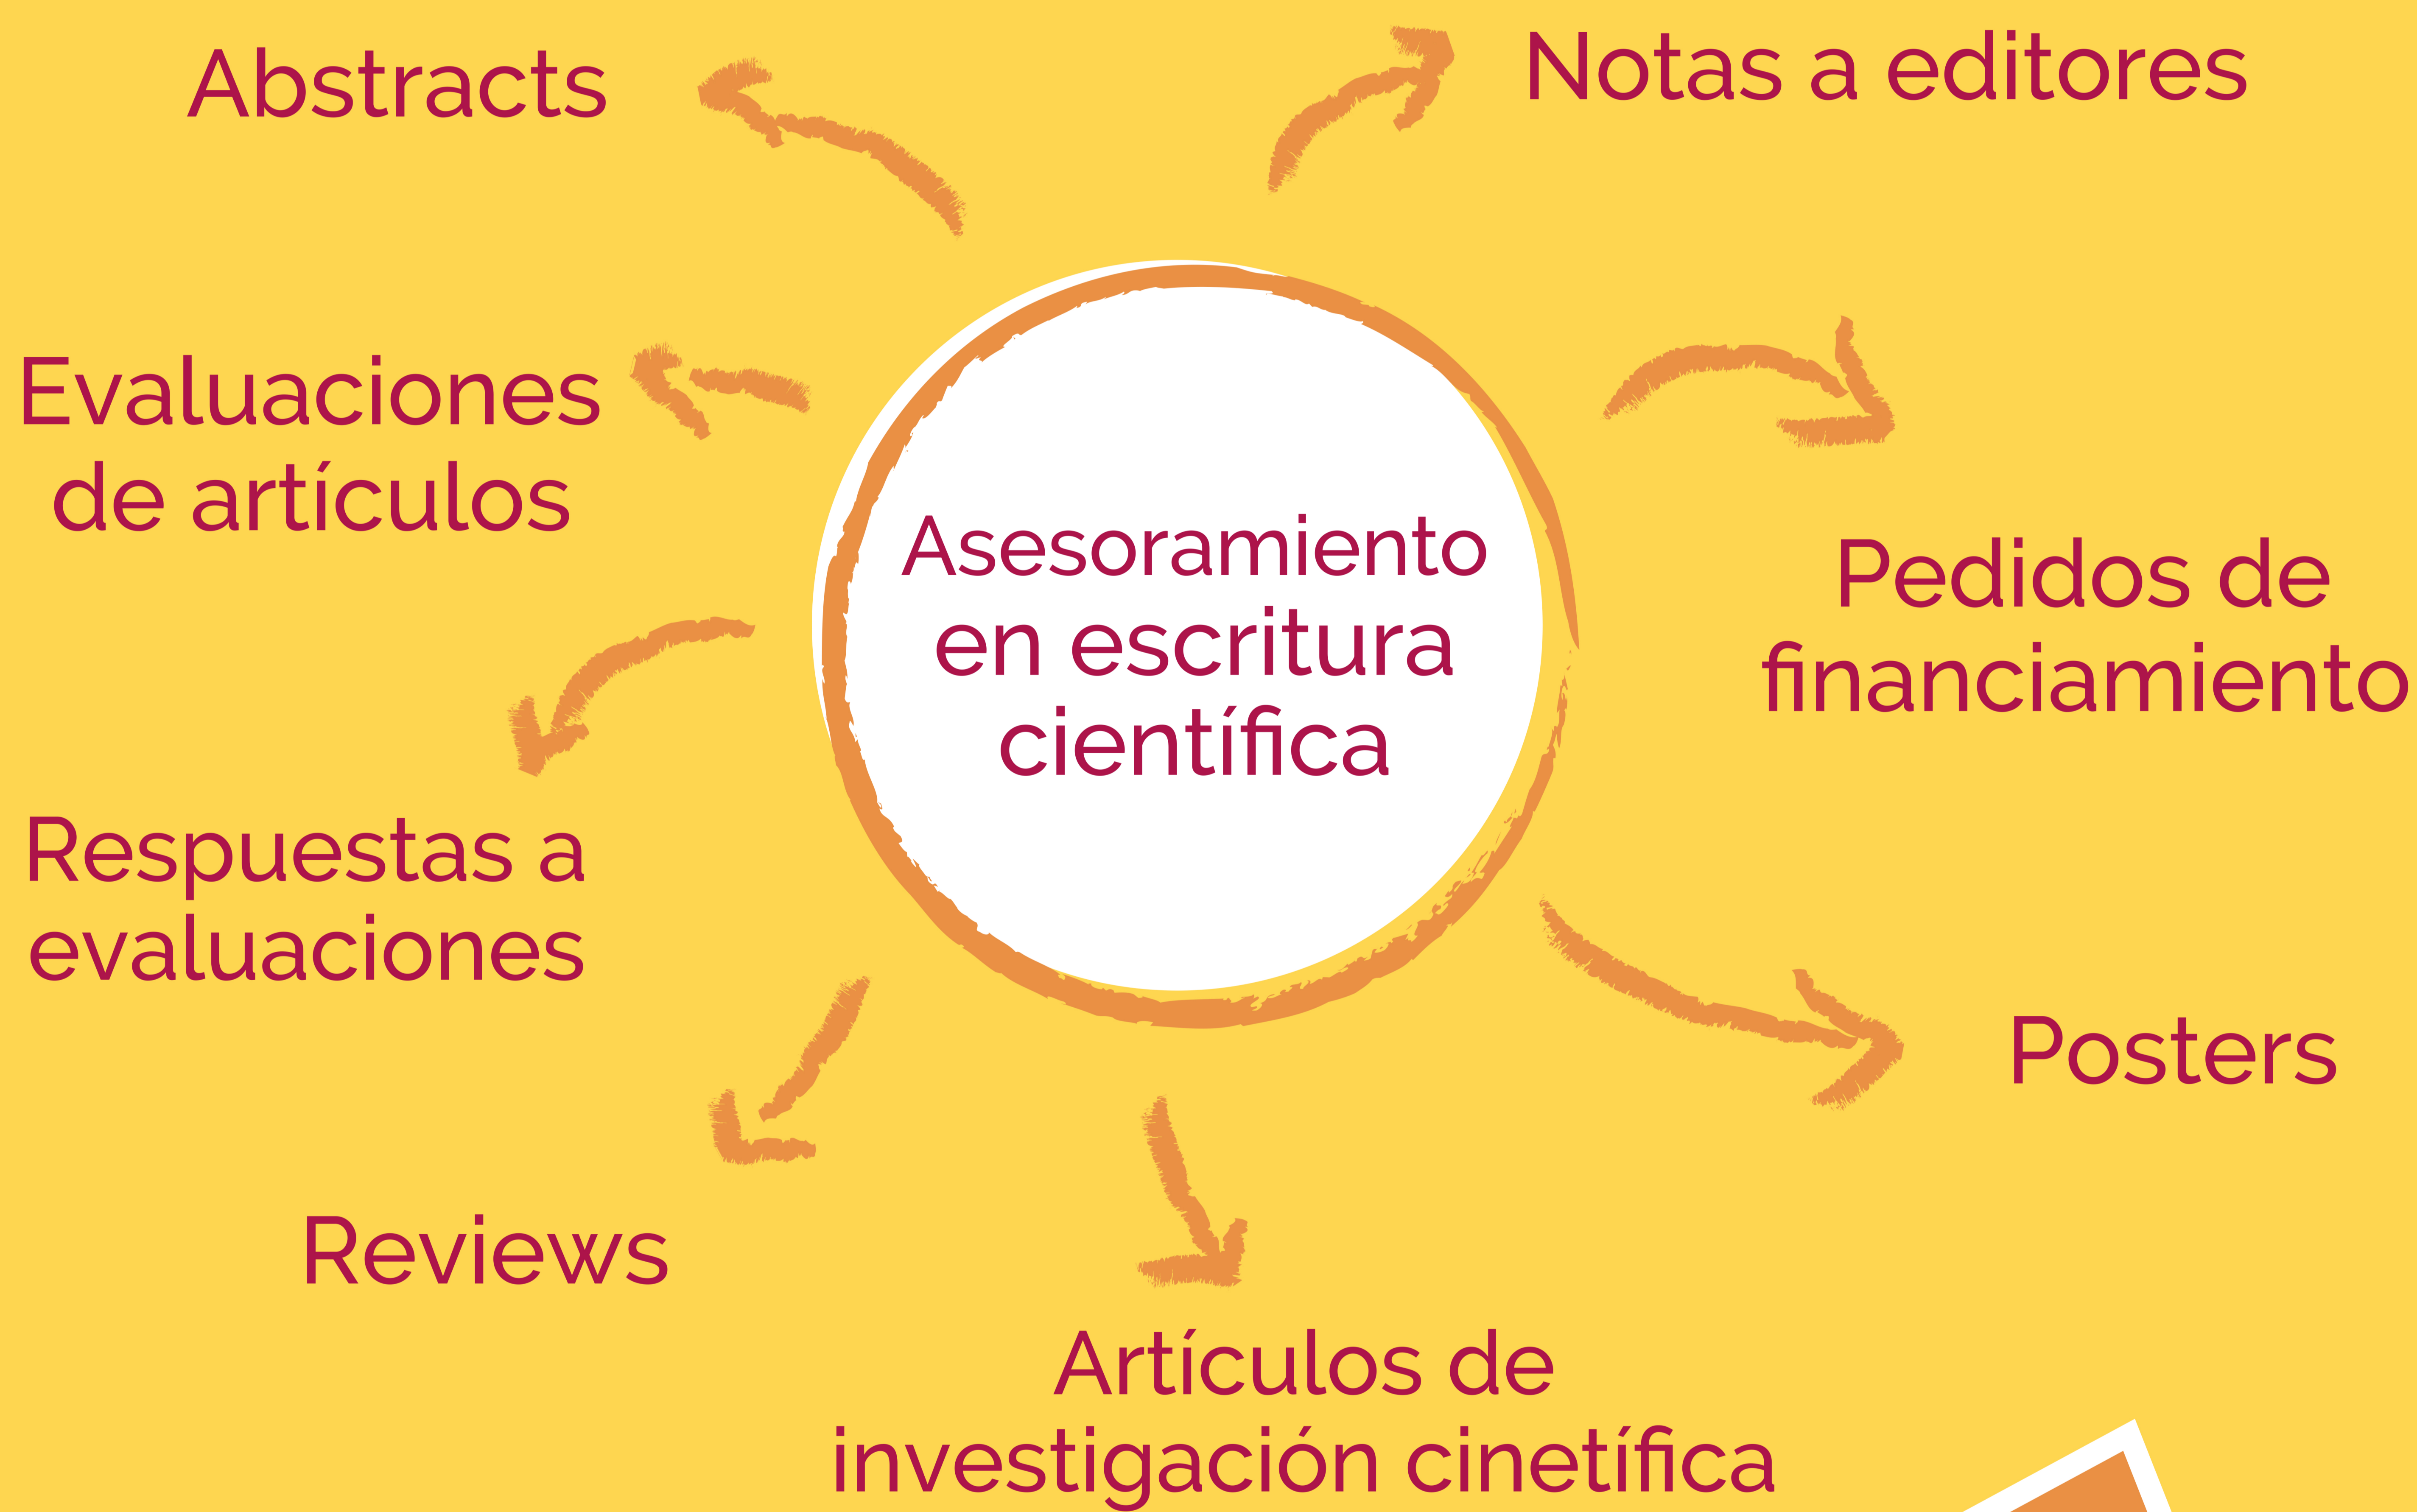 Abstracts
Notas a editores
Evaluaciones
de artículos
Asesoramiento
en escritura
científica
Pedidos de
financiamiento
Respuestas a
evaluaciones
Posters
Reviews
Artículos de
investigación cinetífica